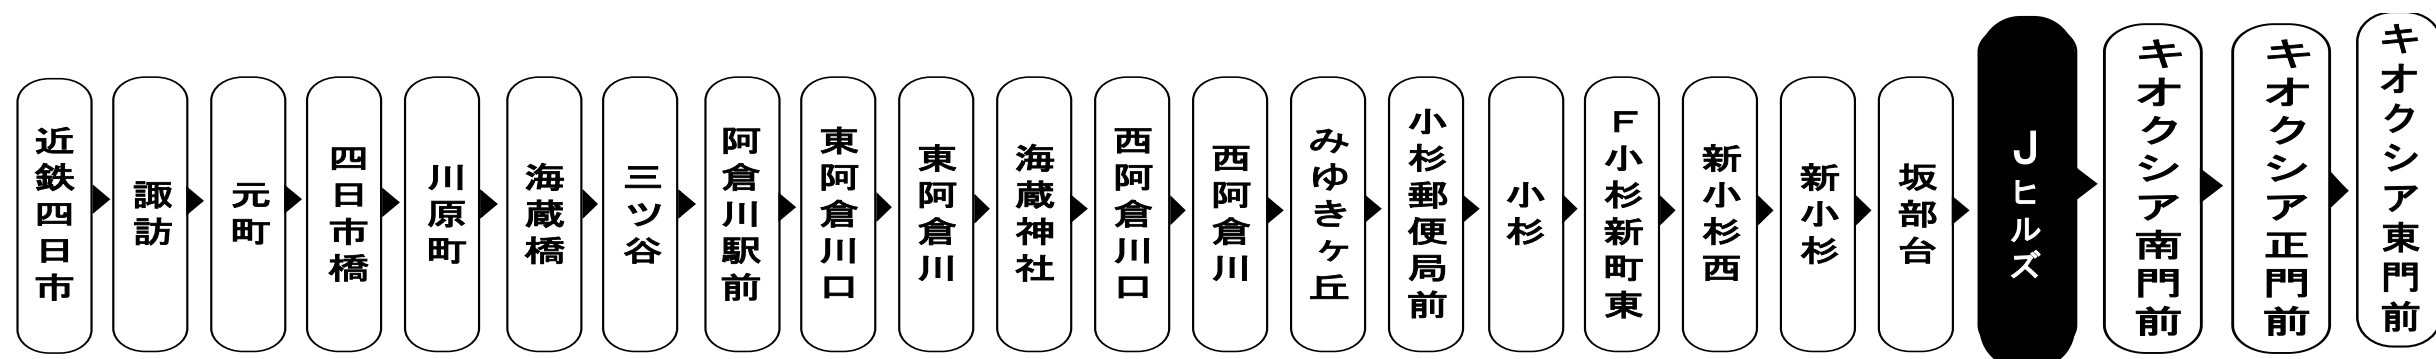 近鉄四日市
諏訪
元町
四日市橋
川原町
海蔵橋
三ツ谷
阿倉川駅前
東阿倉川口
東阿倉川
海蔵神社
西阿倉川口
西阿倉川
みゆきヶ丘
小杉郵便局前
小杉
F小杉新町東
新小杉西
新小杉
坂部台
Jヒルズ
キオクシア南門前
キオクシア正門前
キオクシア東門前